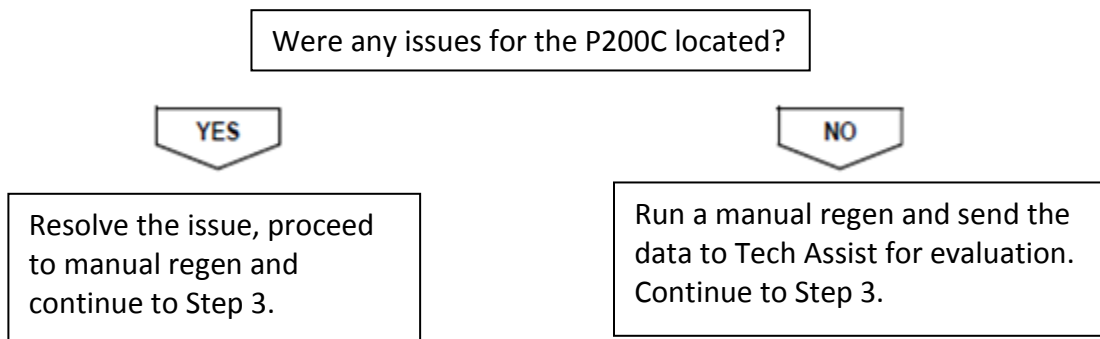 Were any issues for the P200C located?
YES
NO
Resolve the issue, proceed
to manual regen and
continue to Step 3.
Run a manual regen and send the
data to Tech Assist for evaluation.
Continue to Step 3.